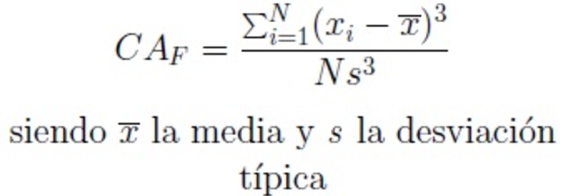 CA_F = \frac{\sum_{i=1}^{N}(x_i - \overline{x})^3}{Ns^3}
siendo \overline{x} la media y s la desviación
típica